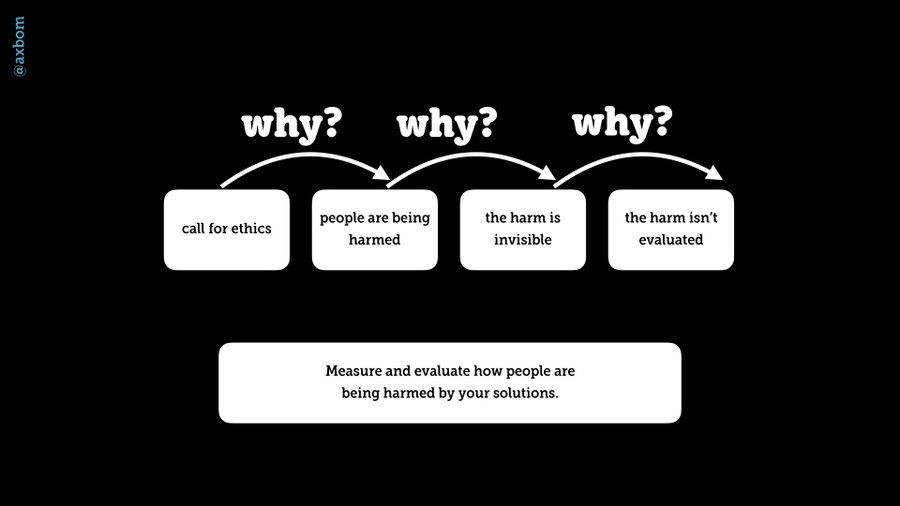 @axbom
why? why? why?
call for ethics
people are being
harmed
the harm is
invisible
the harm isn't
evaluated
Measure and evaluate how people are
being harmed by your solutions.